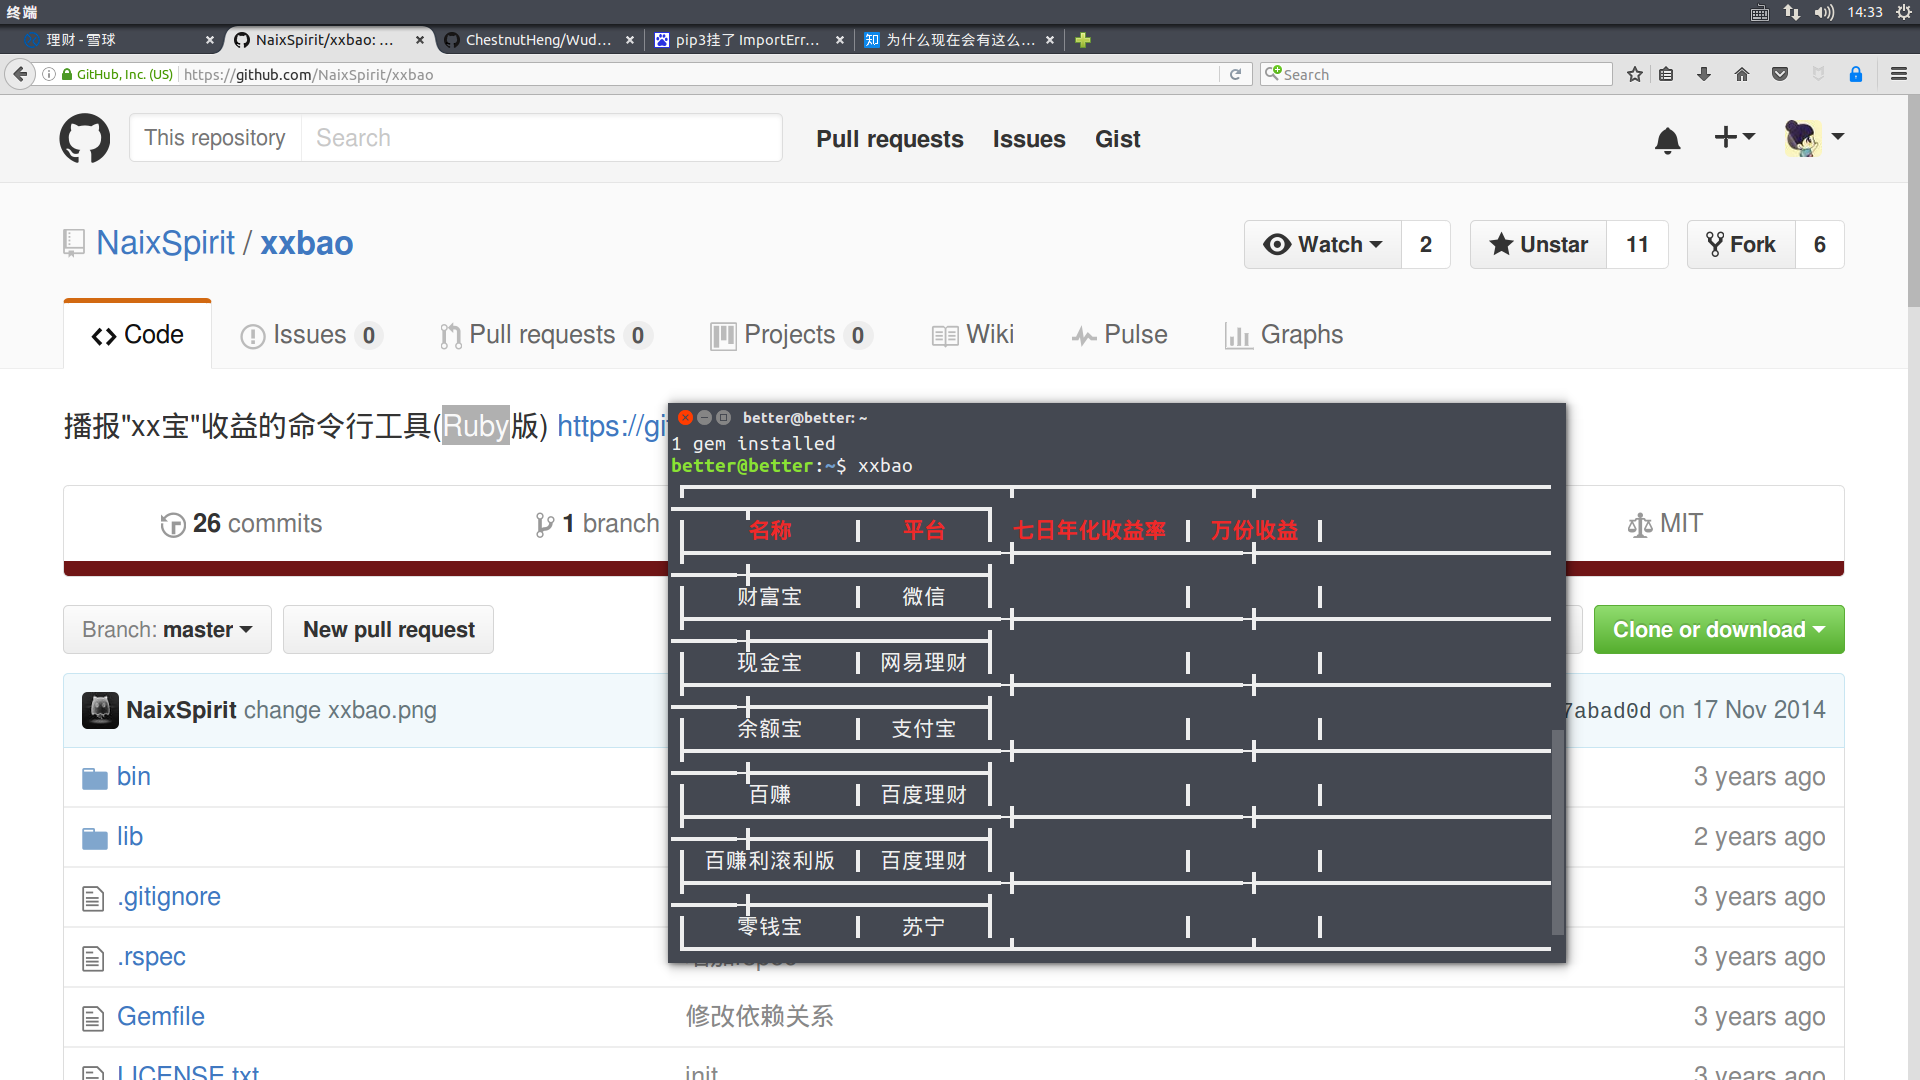 终端
14:33
理财 - 雪球
NaixSpirit/xxbao: ...
ChestnutHeng/Wud...
pip3挂了 ImportErr...
知
为什么现在会有这么...
GitHub, Inc. (US)
https://github.com/NaixSpirit/xxbao
Search
This repository
Search
Pull requests
Issues
Gist
NaixSpirit / xxbao
Watch
2
Unstar
11
Fork
6
Code
Issues 0
Pull requests 0
Projects 0
Wiki
Pulse
Graphs
播报"xx宝"收益的命令行工具(Ruby版) https://gi
26 commits
1 branch
MIT
Branch: master
New pull request
Clone or download
NaixSpirit change xxbao.png
7abad0d on 17 Nov 2014
bin
3 years ago
lib
2 years ago
.gitignore
3 years ago
.rspec
3 years ago
Gemfile
修改依赖关系
3 years ago
LICENSE.txt
init
3 years ago
better@better: ~
1 gem installed
better@better:~$ xxbao
名称 平台 七日年化收益率 万份收益
财富宝 微信
现金宝 网易理财
余额宝 支付宝
百赚 百度理财
百赚利滚利版 百度理财
零钱宝 苏宁